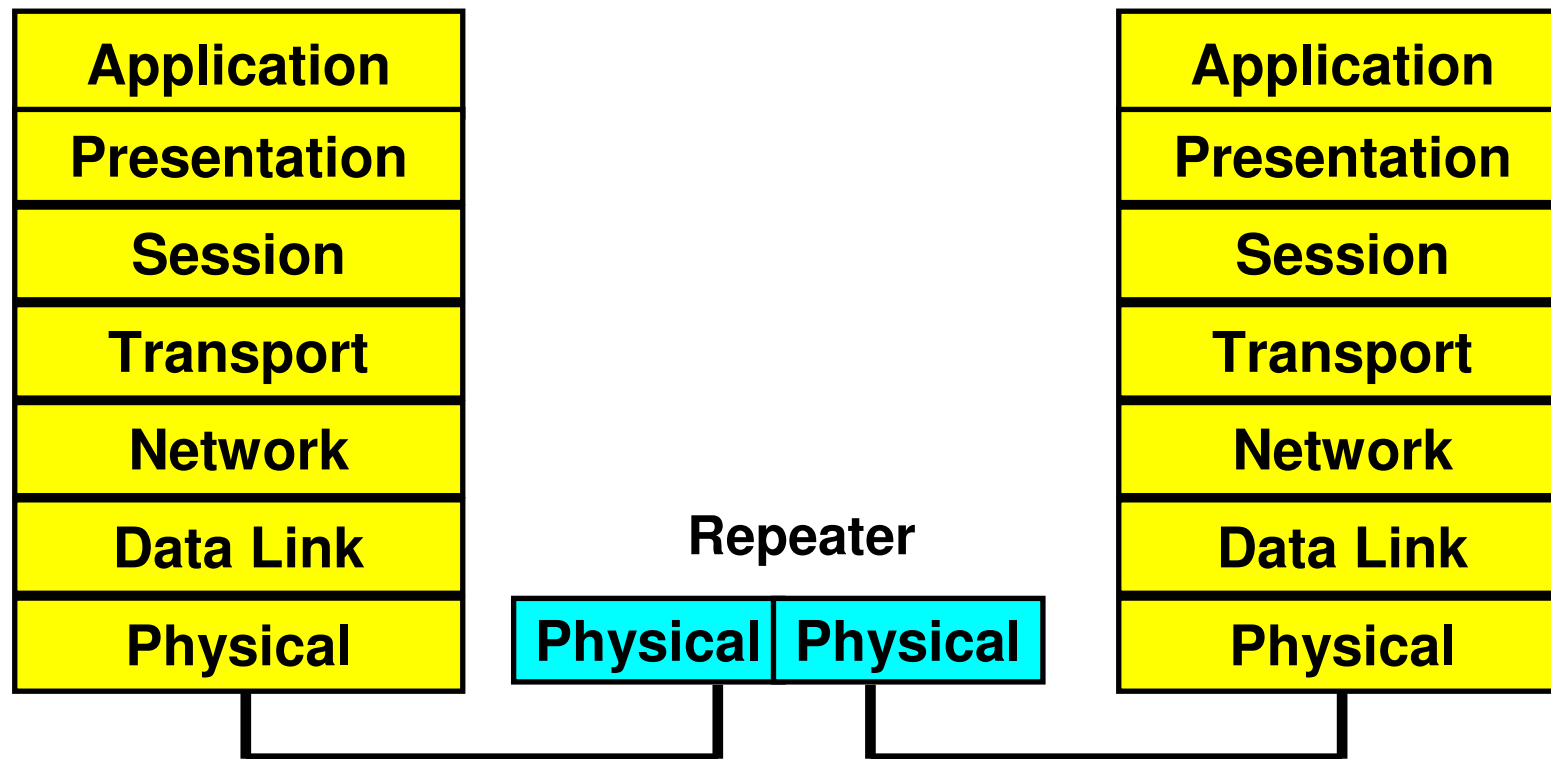 Application
Presentation
Session
Transport
Network
Data Link
Physical
Repeater
Physical Physical
Application
Presentation
Session
Transport
Network
Data Link
Physical